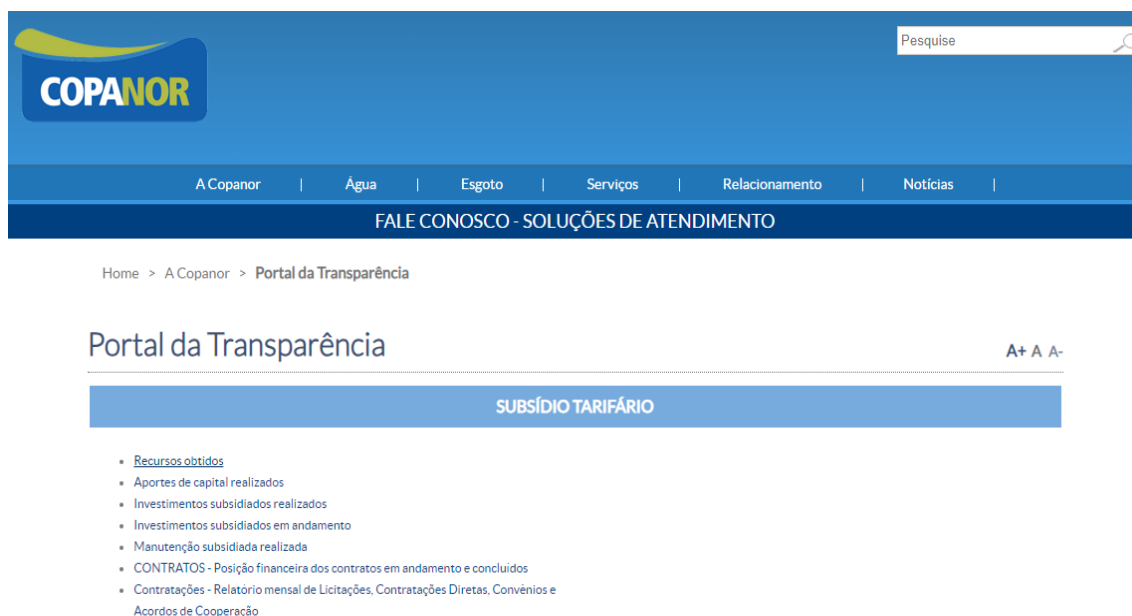 Pesquise
COPANOR
A Copanor | Água | Esgoto | Serviços | Relacionamento | Notícias |
FALE CONOSCO - SOLUÇÕES DE ATENDIMENTO
Home > A Copanor > Portal da Transparência
Portal da Transparência
A+ A A-
SUBSÍDIO TARIFÁRIO
Recursos obtidos
Aportes de capital realizados
Investimentos subsidiados realizados
Investimentos subsidiados em andamento
Manutenção subsidiada realizada
CONTRATOS - Posição financeira dos contratos em andamento e concluídos
Contratações - Relatório mensal de Licitações, Contratações Diretas, Convênios e
Acordos de Cooperação